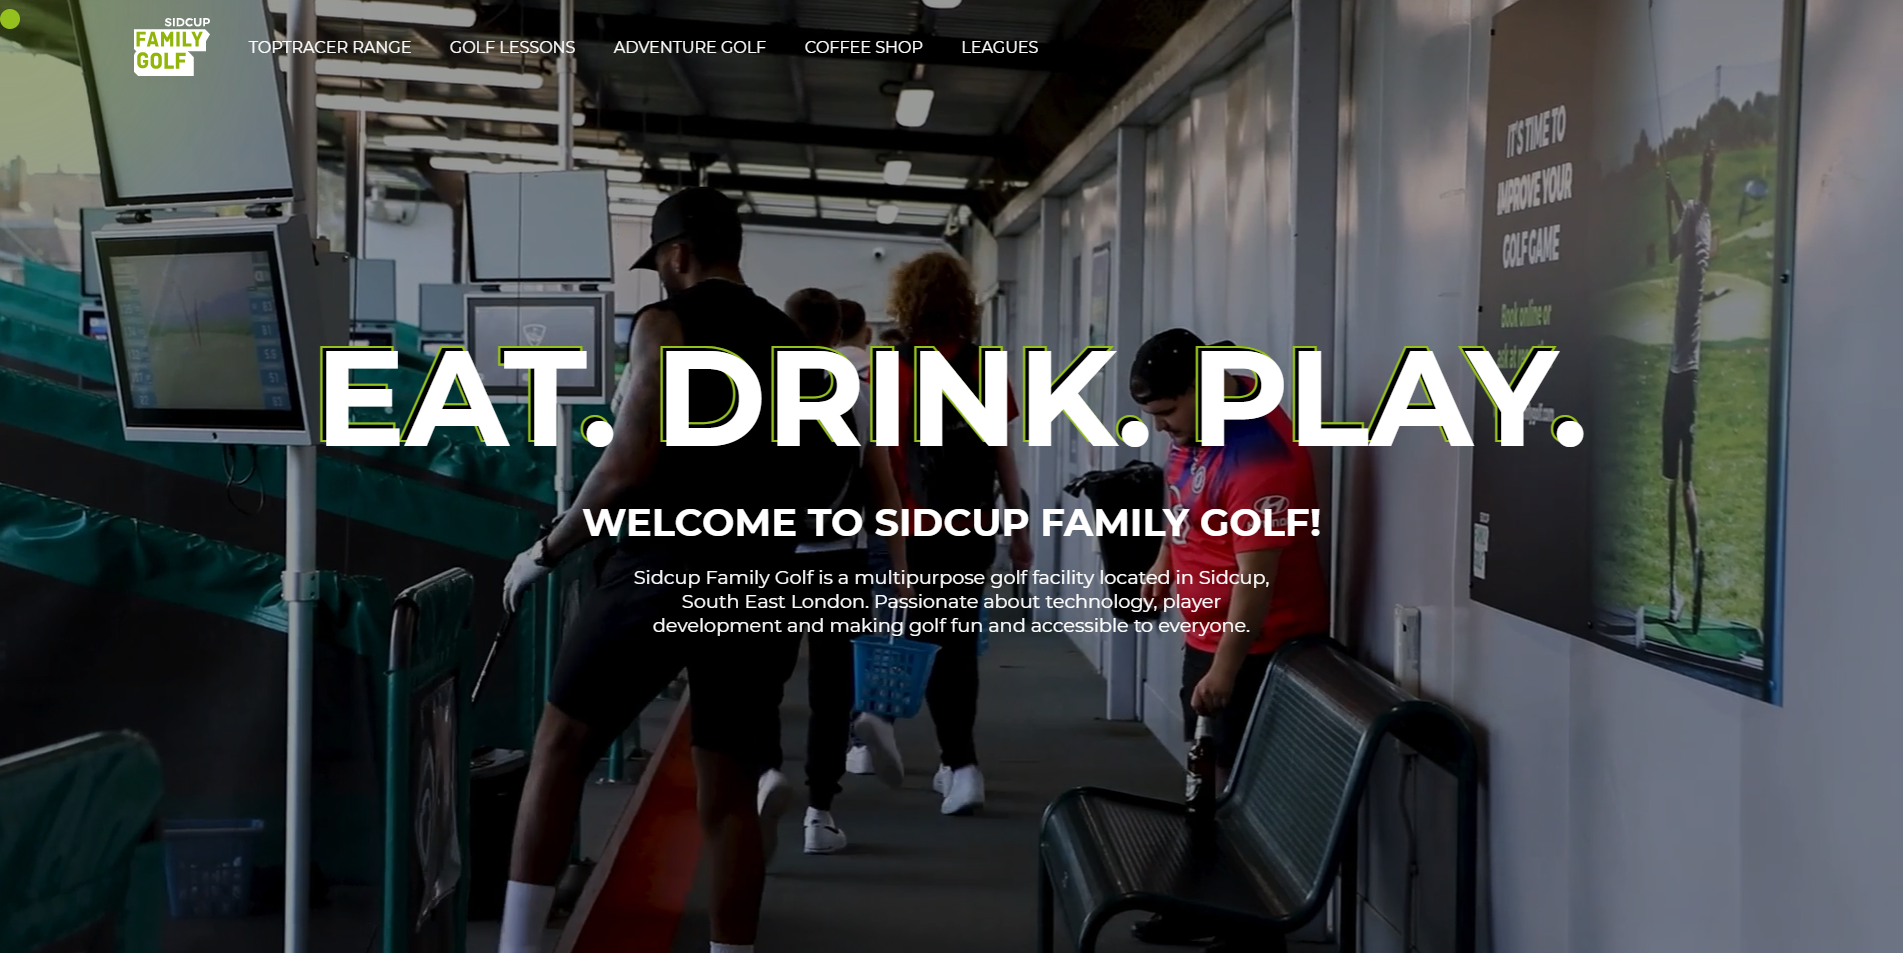 SIDCUP
FAMILY
GOLF
TOPTRACER RANGE
GOLF LESSONS
ADVENTURE GOLF
COFFEE SHOP
LEAGUES
IT'S TIME TO
IMPROVE YOUR
GOLF GAME
Book online or
ask at
EAT. DRINK. PLAY.
WELCOME TO SIDCUP FAMILY GOLF!
Sidcup Family Golf is a multipurpose golf facility located in Sidcup,
South East London. Passionate about technology, player
development and making golf fun and accessible to everyone.